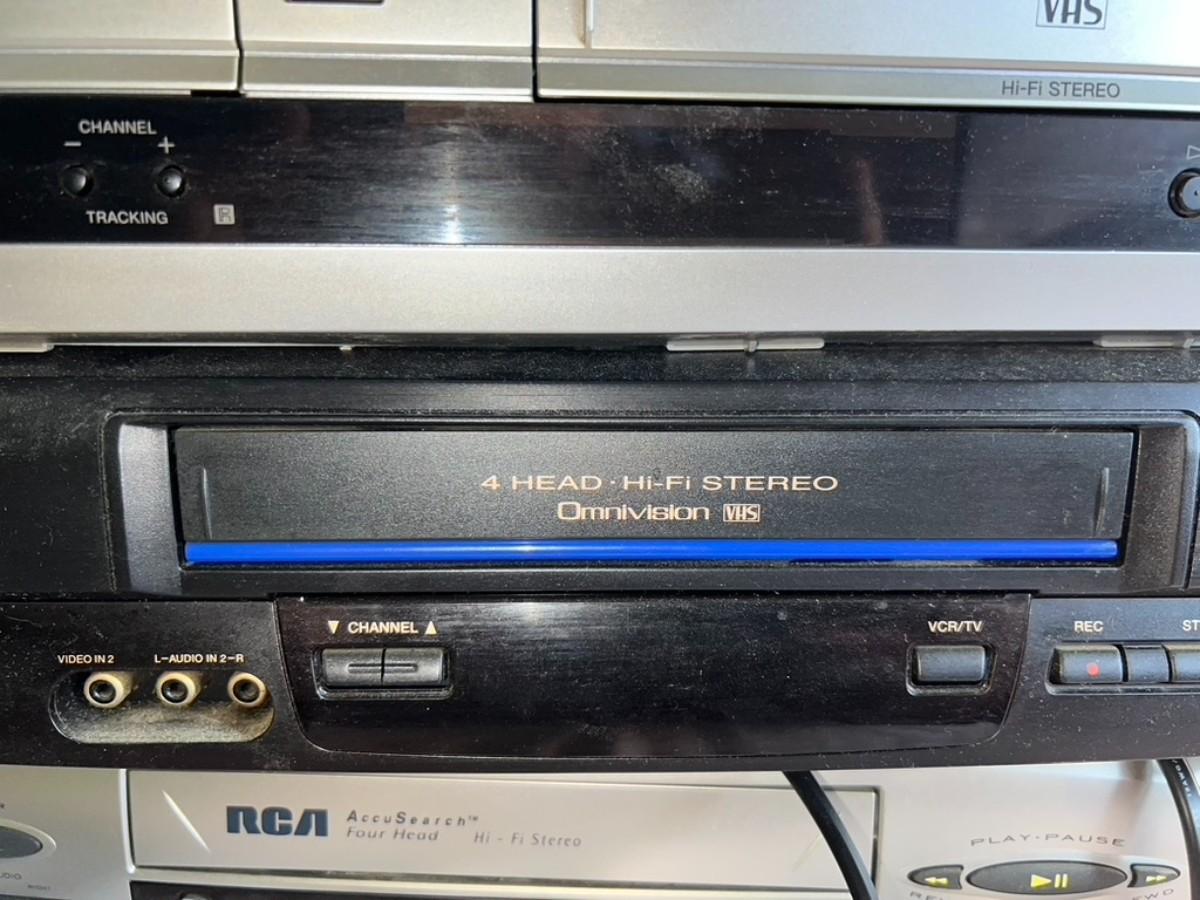 VHS
Hi-Fi STEREO
CHANNEL
− +
TRACKING
4 HEAD · Hi-Fi STEREO
Omnivision VHS
▼ CHANNEL ▲
VCR/TV
REC
ST
VIDEO IN 2
L-AUDIO IN 2-R
RCA AccuSearch™
Four Head Hi - Fi Stereo
PLAY·PAUSE